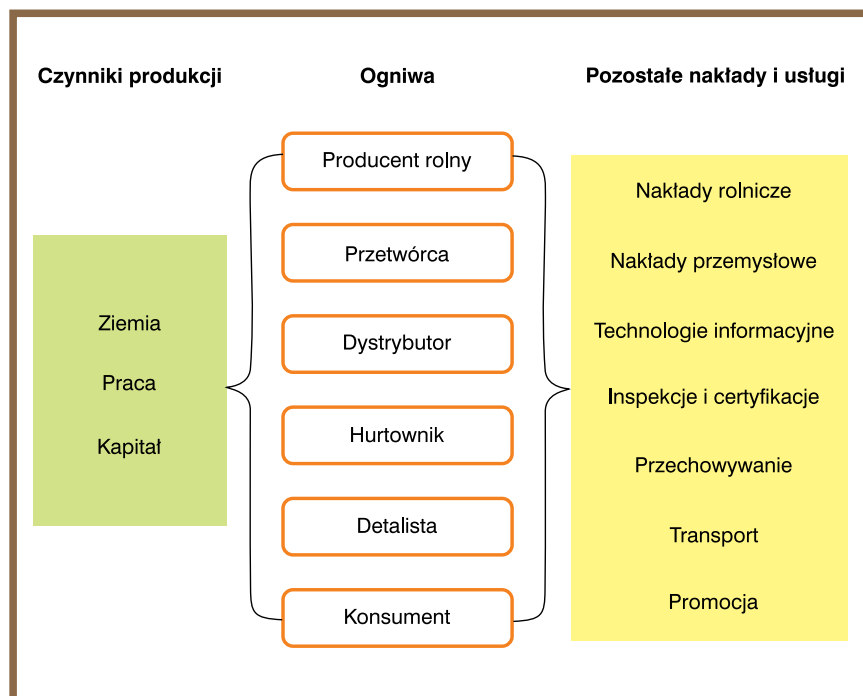 Czynniki produkcji
Ogniwa
Pozostałe nakłady i usługi
Ziemia
Praca
Kapitał
Producent rolny
Przetwórca
Dystrybutor
Hurtownik
Detalista
Konsument
Nakłady rolnicze
Nakłady przemysłowe
Technologie informacyjne
Inspekcje i certyfikacje
Przechowywanie
Transport
Promocja